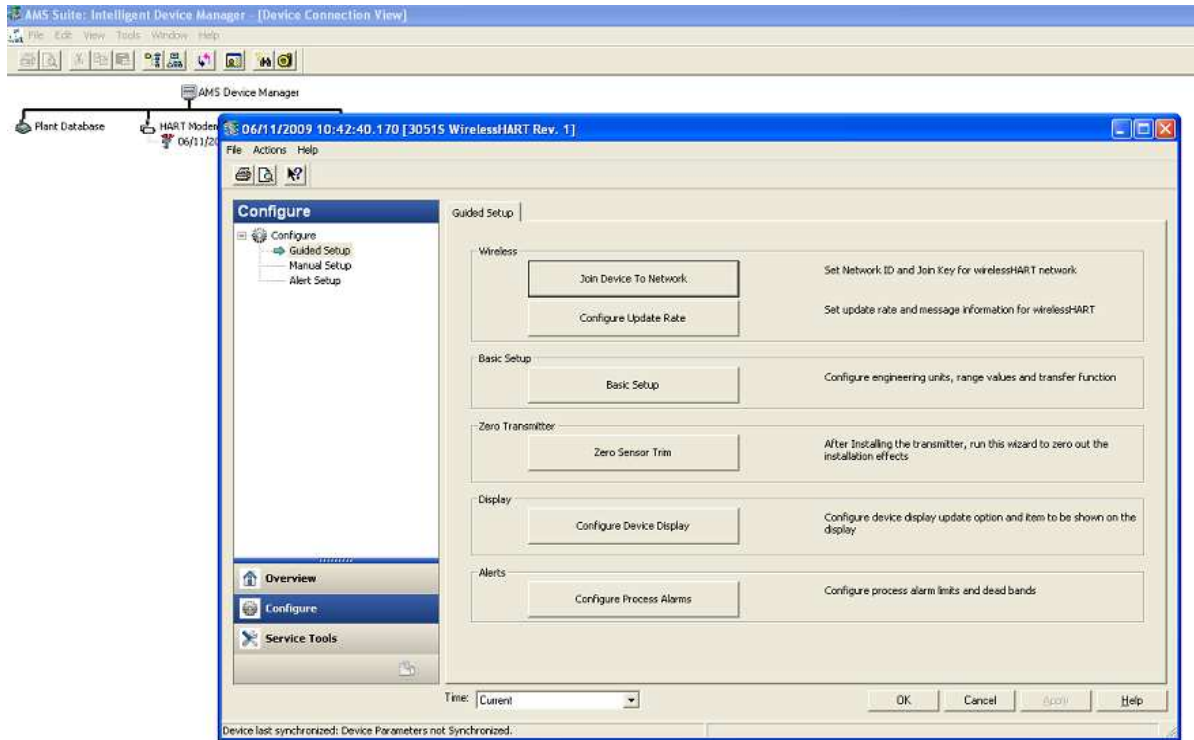 AMS Suite: Intelligent Device Manager - [Device Connection View]
File Edit View Tools Window Help
AMS Device Manager
Plant Database
HART Modem
06/11/20
06/11/2009 10:42:40.170 [3051S WirelessHART Rev. 1]
File Actions Help
Configure
Configure
Guided Setup
Manual Setup
Alert Setup
Overview
Configure
Service Tools
Guided Setup
Wireless
Join Device To Network
Set Network ID and Join Key for wirelessHART network
Configure Update Rate
Set update rate and message information for wirelessHART
Basic Setup
Basic Setup
Configure engineering units, range values and transfer function
Zero Transmitter
Zero Sensor Trim
After Installing the transmitter, run this wizard to zero out the
installation effects
Display
Configure Device Display
Configure device display update option and item to be shown on the
display
Alerts
Configure Process Alarms
Configure process alarm limits and dead bands
Time: Current
OK Cancel Apply Help
Device last synchronized: Device Parameters not Synchronized.